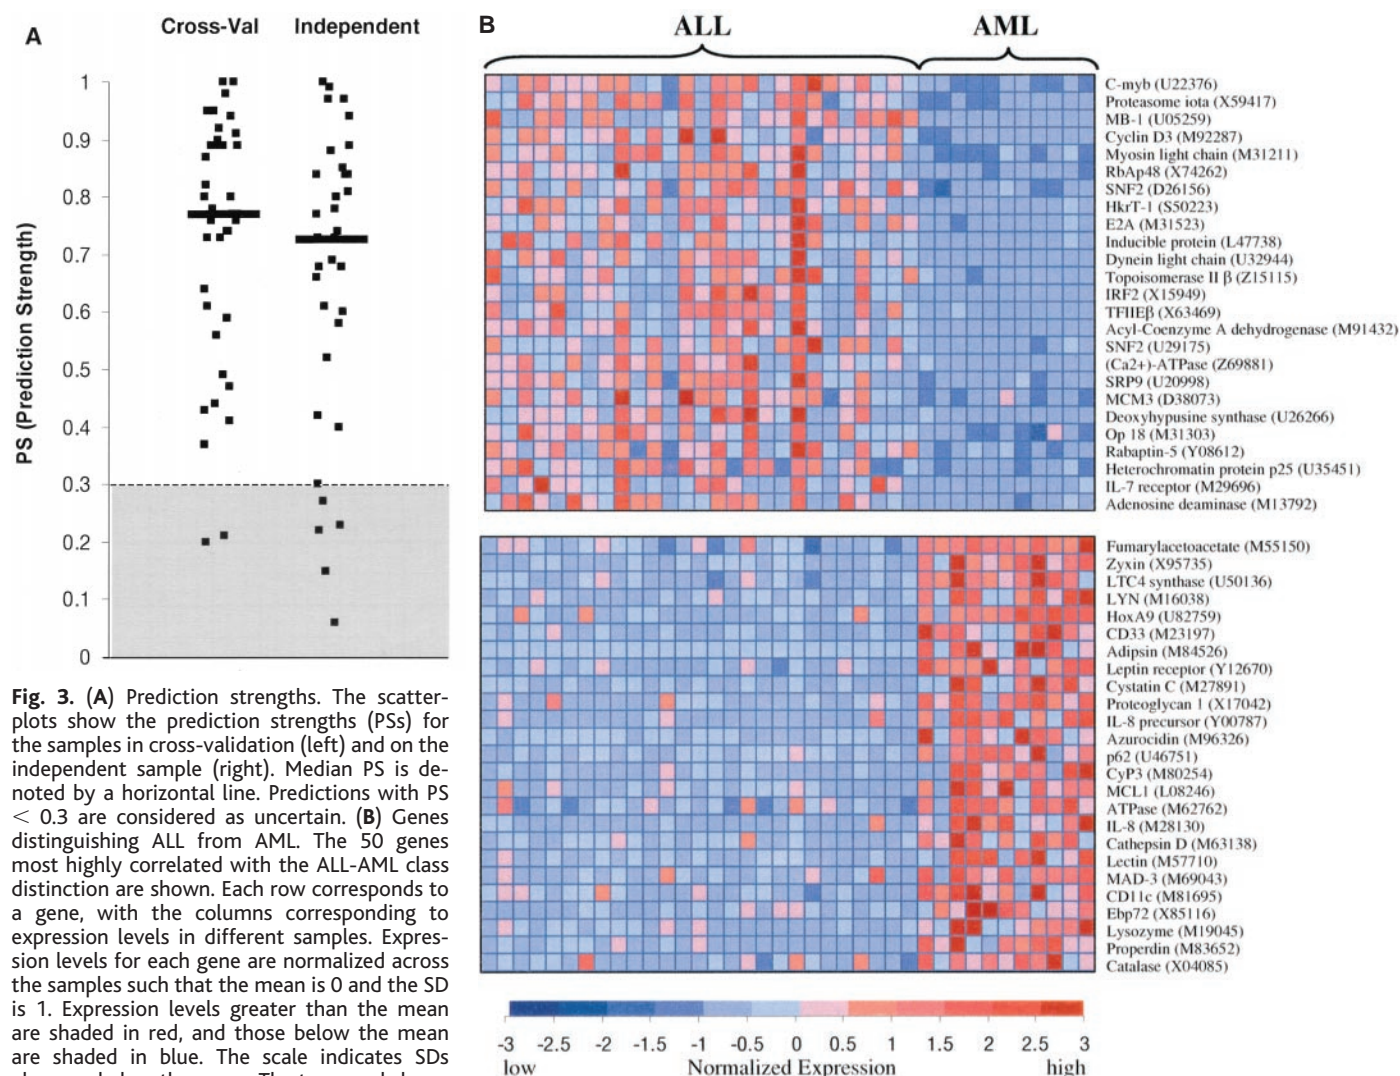 A
Cross-Val
Independent
PS (Prediction Strength)
1
0.9
0.8
0.7
0.6
0.5
0.4
0.3
0.2
0.1
0
Fig. 3. (A) Prediction strengths. The scatter-
plots show the prediction strengths (PSs) for
the samples in cross-validation (left) and on the
independent sample (right). Median PS is de-
noted by a horizontal line. Predictions with PS
< 0.3 are considered as uncertain. (B) Genes
distinguishing ALL from AML. The 50 genes
most highly correlated with the ALL-AML class
distinction are shown. Each row corresponds to
a gene, with the columns corresponding to
expression levels in different samples. Expres-
sion levels for each gene are normalized across
the samples such that the mean is 0 and the SD
is 1. Expression levels greater than the mean
are shaded in red, and those below the mean
are shaded in blue. The scale indicates SDs
B
ALL
AML
C-myb (U22376)
Proteasome iota (X59417)
MB-1 (U05259)
Cyclin D3 (M92287)
Myosin light chain (M31211)
RbAp48 (X74262)
SNF2 (D26156)
HkrT-1 (S50223)
E2A (M31523)
Inducible protein (L47738)
Dynein light chain (U32944)
Topoisomerase II β (Z15115)
IRF2 (X15949)
TFIIEβ (X63469)
Acyl-Coenzyme A dehydrogenase (M91432)
SNF2 (U29175)
(Ca2+)-ATPase (Z69881)
SRP9 (U20998)
MCM3 (D38073)
Deoxyhypusine synthase (U26266)
Op 18 (M31303)
Rabaptin-5 (Y08612)
Heterochromatin protein p25 (U35451)
IL-7 receptor (M29696)
Adenosine deaminase (M13792)
Fumarylacetoacetate (M55150)
Zyxin (X95735)
LTC4 synthase (U50136)
LYN (M16038)
HoxA9 (U82759)
CD33 (M23197)
Adipsin (M84526)
Leptin receptor (Y12670)
Cystatin C (M27891)
Proteoglycan 1 (X17042)
IL-8 precursor (Y00787)
Azurocidin (M96326)
p62 (U46751)
CyP3 (M80254)
MCL1 (L08246)
ATPase (M62762)
IL-8 (M28130)
Cathepsin D (M63138)
Lectin (M57710)
MAD-3 (M69043)
CD11c (M81695)
Ebp72 (X85116)
Lysozyme (M19045)
Properdin (M83652)
Catalase (X04085)
-3 -2.5 -2 -1.5 -1 -0.5 0 0.5 1 1.5 2 2.5 3
low Normalized Expression high